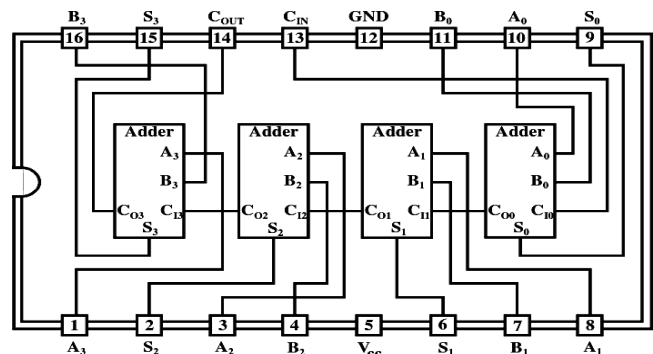 B3 S3 COUT CIN GND B0 A0 S0
16 15 14 13 12 11 10 9
Adder Adder Adder Adder
A3 A2 A1 A0
B3 B2 B1 B0
CO3 CI3 CO2 CI2 CO1 CI1 CO0 CI0
S3 S2 S1 S0
1 2 3 4 5 6 7 8
A3 S2 A2 B2 VCC S1 B1 A1